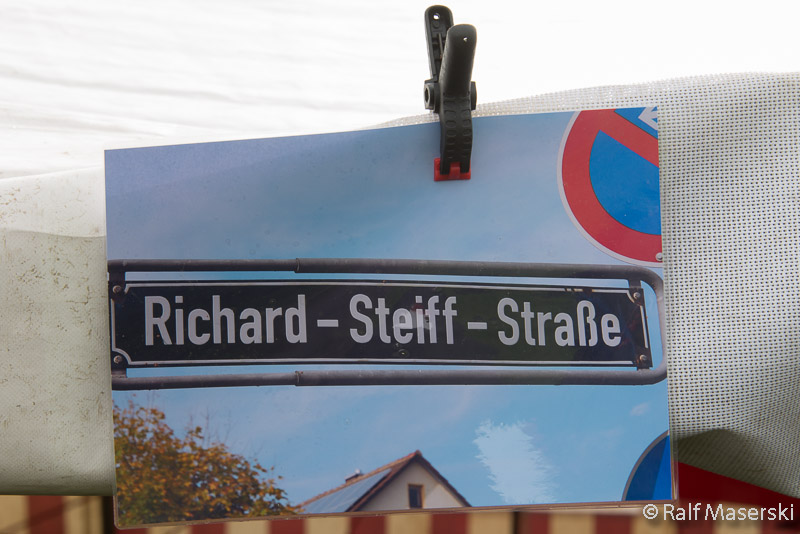 Richard - Steiff - Straße
© Ralf Maserski